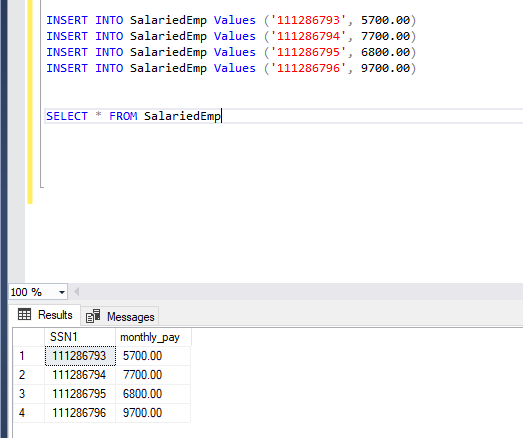 INSERT INTO SalariedEmp Values ('111286793', 5700.00)
INSERT INTO SalariedEmp Values ('111286794', 7700.00)
INSERT INTO SalariedEmp Values ('111286795', 6800.00)
INSERT INTO SalariedEmp Values ('111286796', 9700.00)
SELECT * FROM SalariedEmp
100 %
Results Messages
SSN1 monthly_pay
1 111286793 5700.00
2 111286794 7700.00
3 111286795 6800.00
4 111286796 9700.00